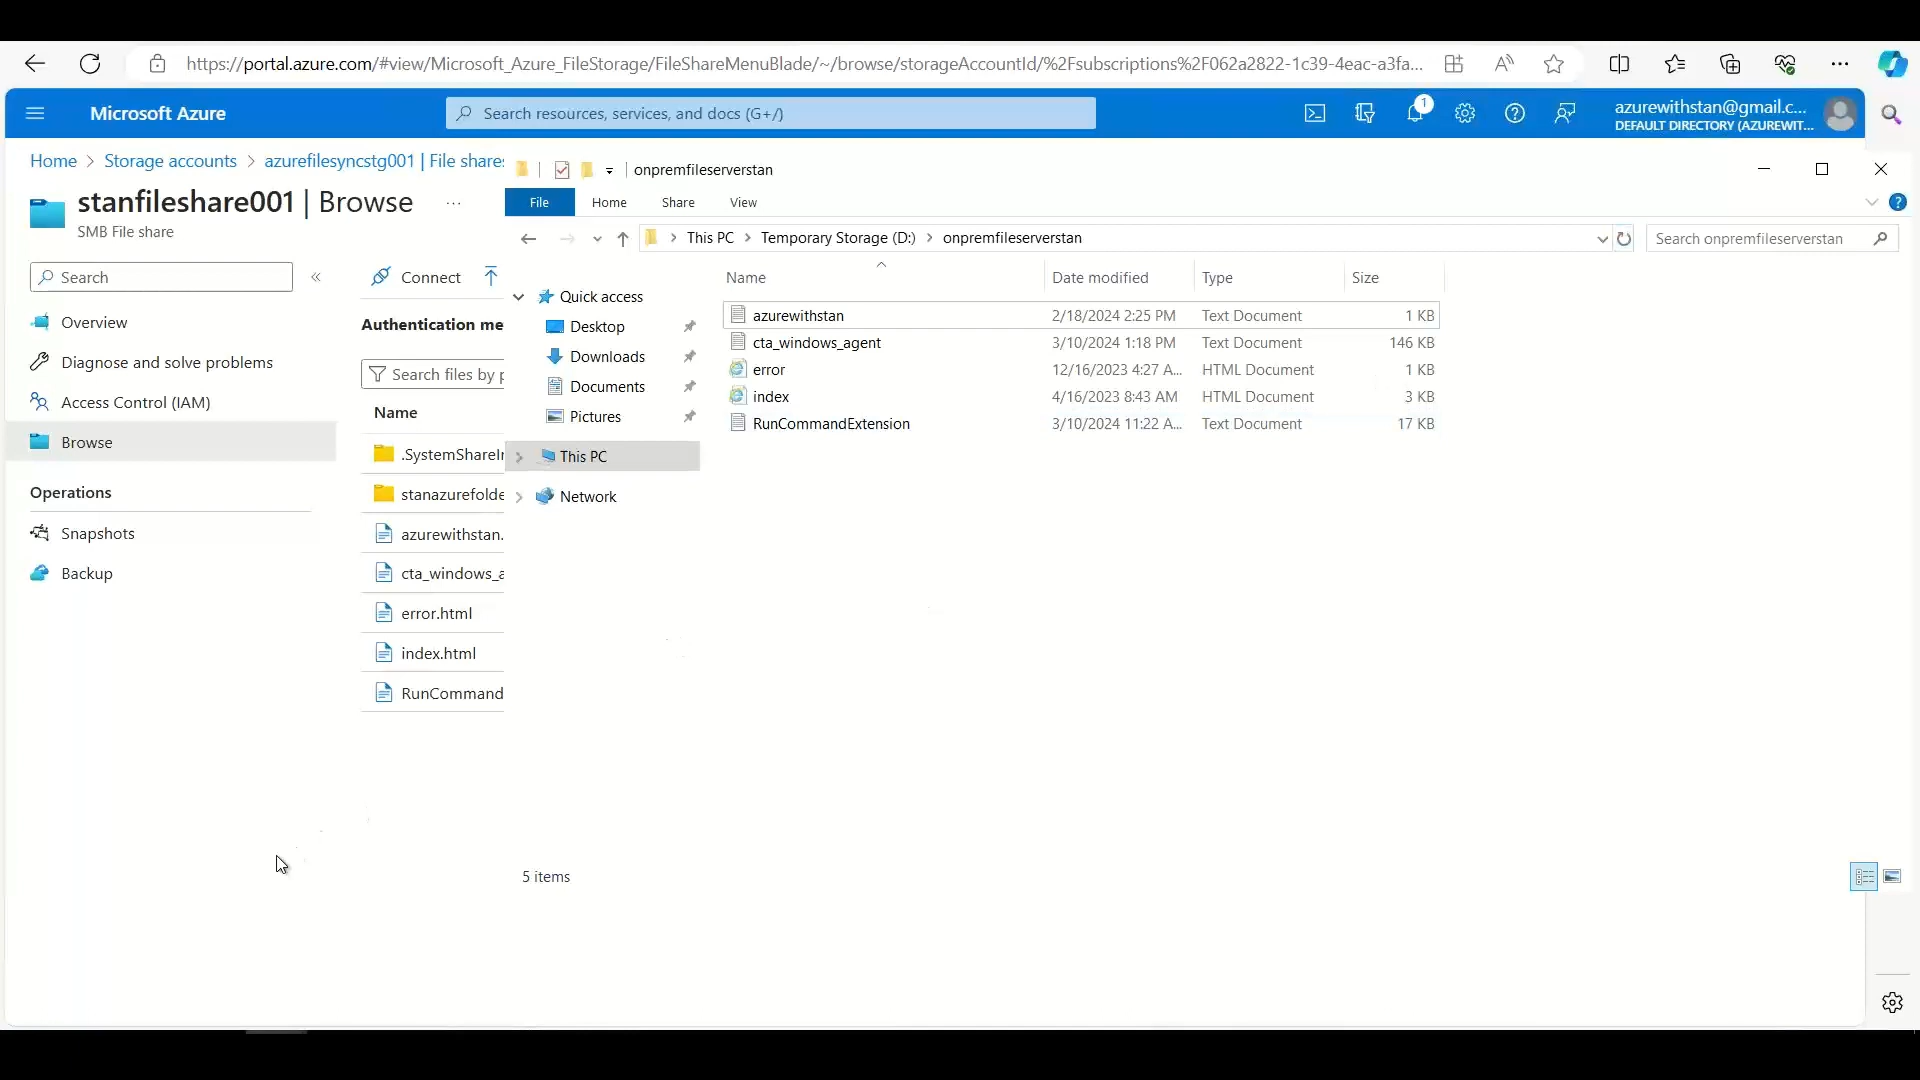 https://portal.azure.com/#view/Microsoft_Azure_FileStorage/FileShareMenuBlade/~/browse/storageAccountId/%2Fsubscriptions%2F062a2822-1c39-4eac-a3fa...
Microsoft Azure
Search resources, services, and docs (G+/)
1
azurewithstan@gmail.c...
DEFAULT DIRECTORY (AZUREWIT...
Home > Storage accounts > azurefilesyncstg001 | File shares
stanfileshare001 | Browse ...
SMB File share
Search
«
Overview
Diagnose and solve problems
Access Control (IAM)
Browse
Operations
Snapshots
Backup
Connect
Authentication me
Search files by p
Name
.SystemShareIn
stanazurefolde
azurewithstan.
cta_windows_a
error.html
index.html
RunCommand
onpremfileserverstan
File Home Share View
This PC > Temporary Storage (D:) > onpremfileserverstan
Search onpremfileserverstan
Quick access
Desktop
Downloads
Documents
Pictures
This PC
Network
Name Date modified Type Size
azurewithstan 2/18/2024 2:25 PM Text Document 1 KB
cta_windows_agent 3/10/2024 1:18 PM Text Document 146 KB
error 12/16/2023 4:27 A... HTML Document 1 KB
index 4/16/2023 8:43 AM HTML Document 3 KB
RunCommandExtension 3/10/2024 11:22 A... Text Document 17 KB
5 items